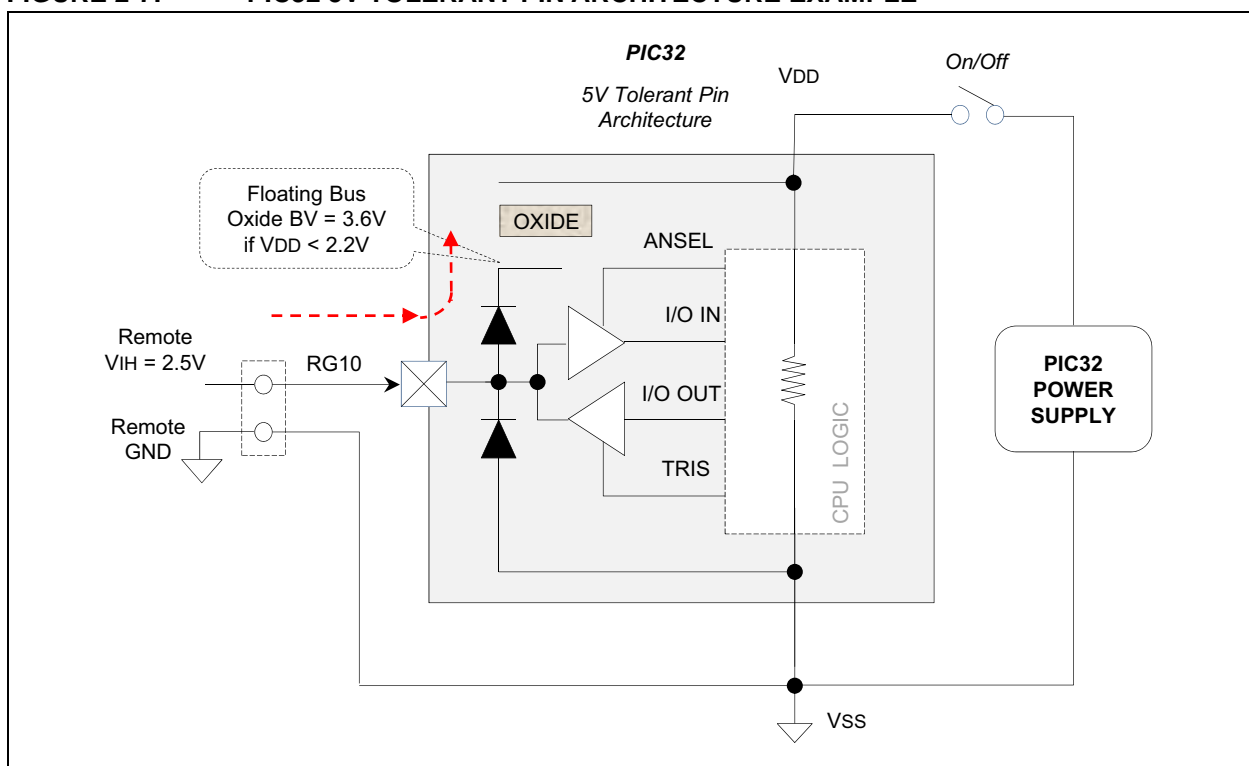 PIC32
5V Tolerant Pin
Architecture
VDD
On/Off
Floating Bus
Oxide BV = 3.6V
if VDD < 2.2V
OXIDE
ANSEL
I/O IN
Remote
VIH = 2.5V
RG10
I/O OUT
Remote
GND
TRIS
CPU LOGIC
PIC32
POWER
SUPPLY
VSS